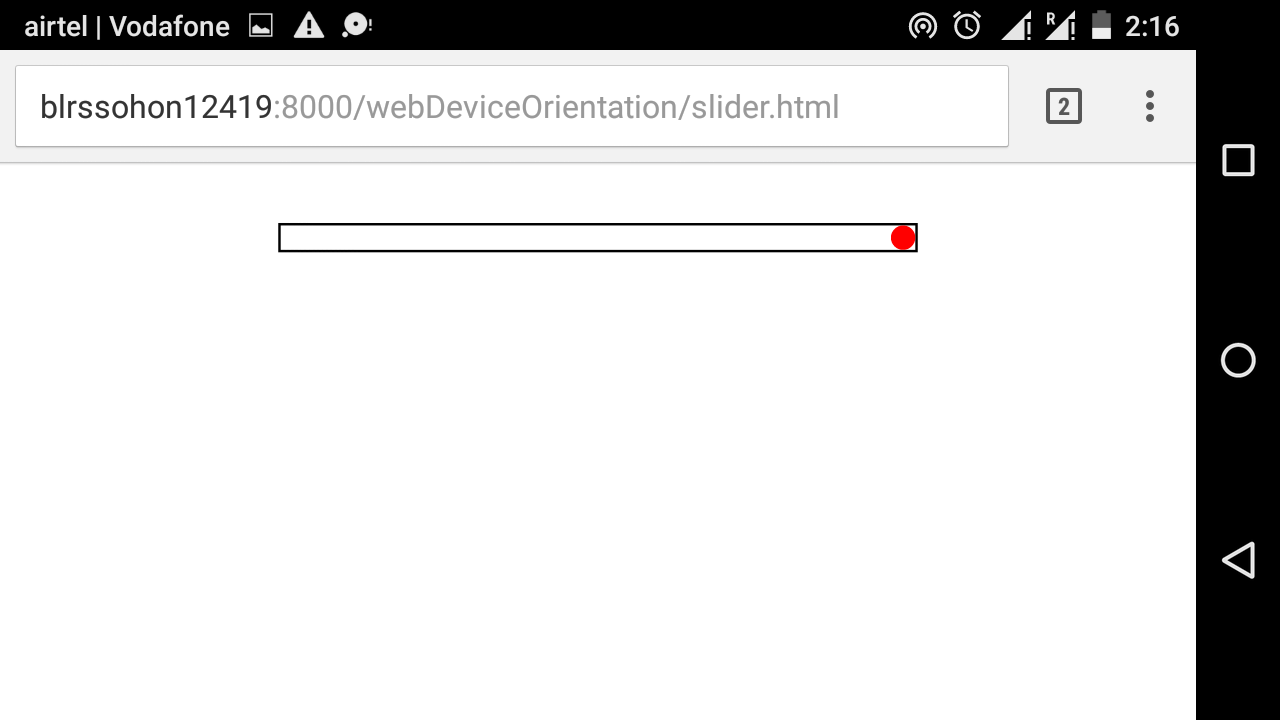 airtel | Vodafone R 2:16
blrssohon12419:8000/webDeviceOrientation/slider.html 2